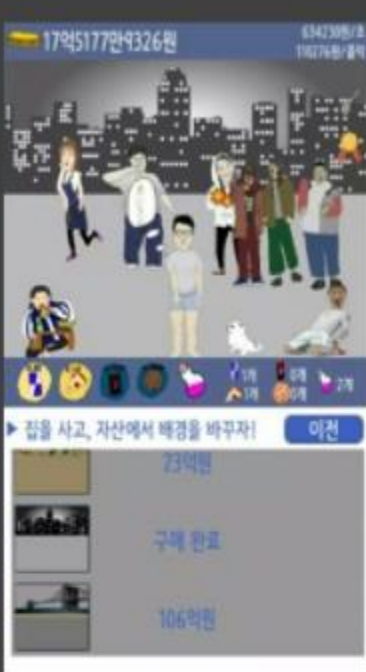 17억5177만9326원
634230원/초
110276원/클릭
1개
0개
2개
1개
0개
▶ 집을 사고, 자산에서 배경을 바꾸자!
이전
23억원
구매 완료
106억원